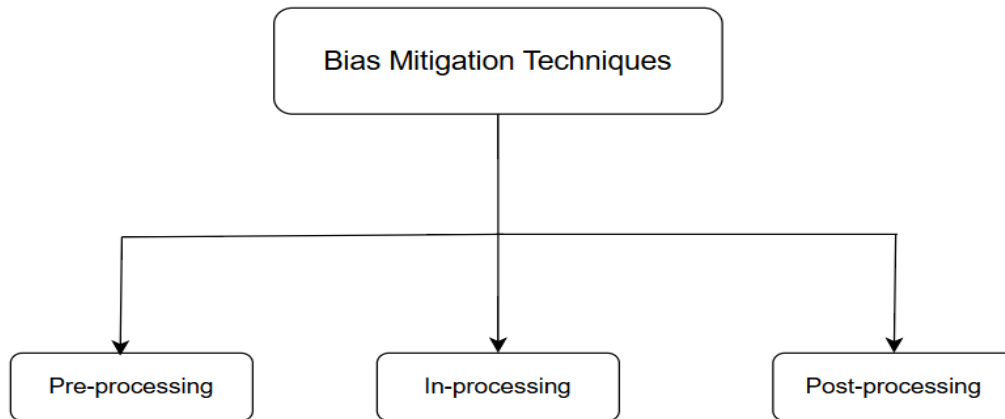 Bias Mitigation Techniques
Pre-processing
In-processing
Post-processing